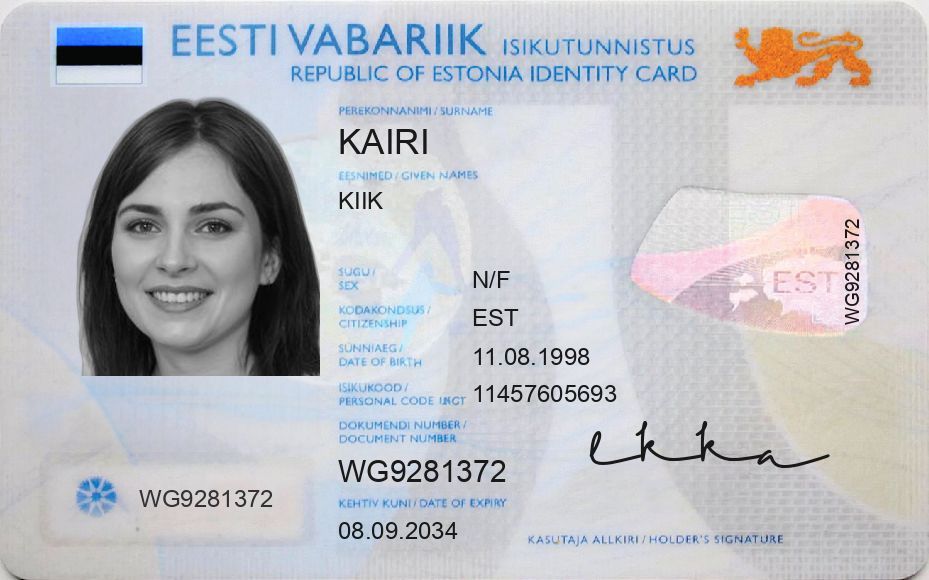 EESTI VABARIIK ISIKUTUNNISTUS
REPUBLIC OF ESTONIA IDENTITY CARD
PEREKONNANIMI / SURNAME
KAIRI
EESNIMED / GIVEN NAMES
KIIK
SUGU /
SEX
N/F
KODAKONDSUS /
CITIZENSHIP
EST
SÜNNIAEG /
DATE OF BIRTH
11.08.1998
ISIKUKOOD /
PERSONAL CODE
11457605693
DOKUMENDI NUMBER /
DOCUMENT NUMBER
WG9281372
KEHTIV KUNI / DATE OF EXPIRY
08.09.2034
WG9281372
EST
WG9281372
KASUTAJA ALLKIRI / HOLDER'S SIGNATURE